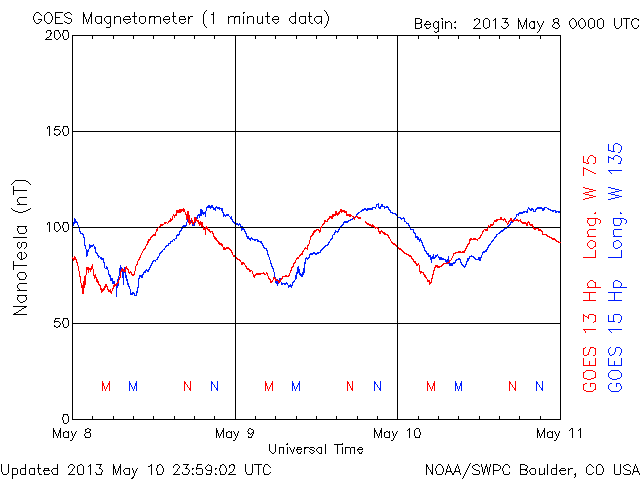 GOES Magnetometer (1 minute data)
Begin: 2013 May 8 0000 UTC
200
150
100
50
0
NanoTesla (nT)
M M N N M M N N M M N N
May 8 May 9 May 10 May 11
Universal Time
GOES 13 Hp Long. W 75
GOES 15 Hp Long. W 135
Updated 2013 May 10 23:59:02 UTC
NOAA/SWPC Boulder, CO USA